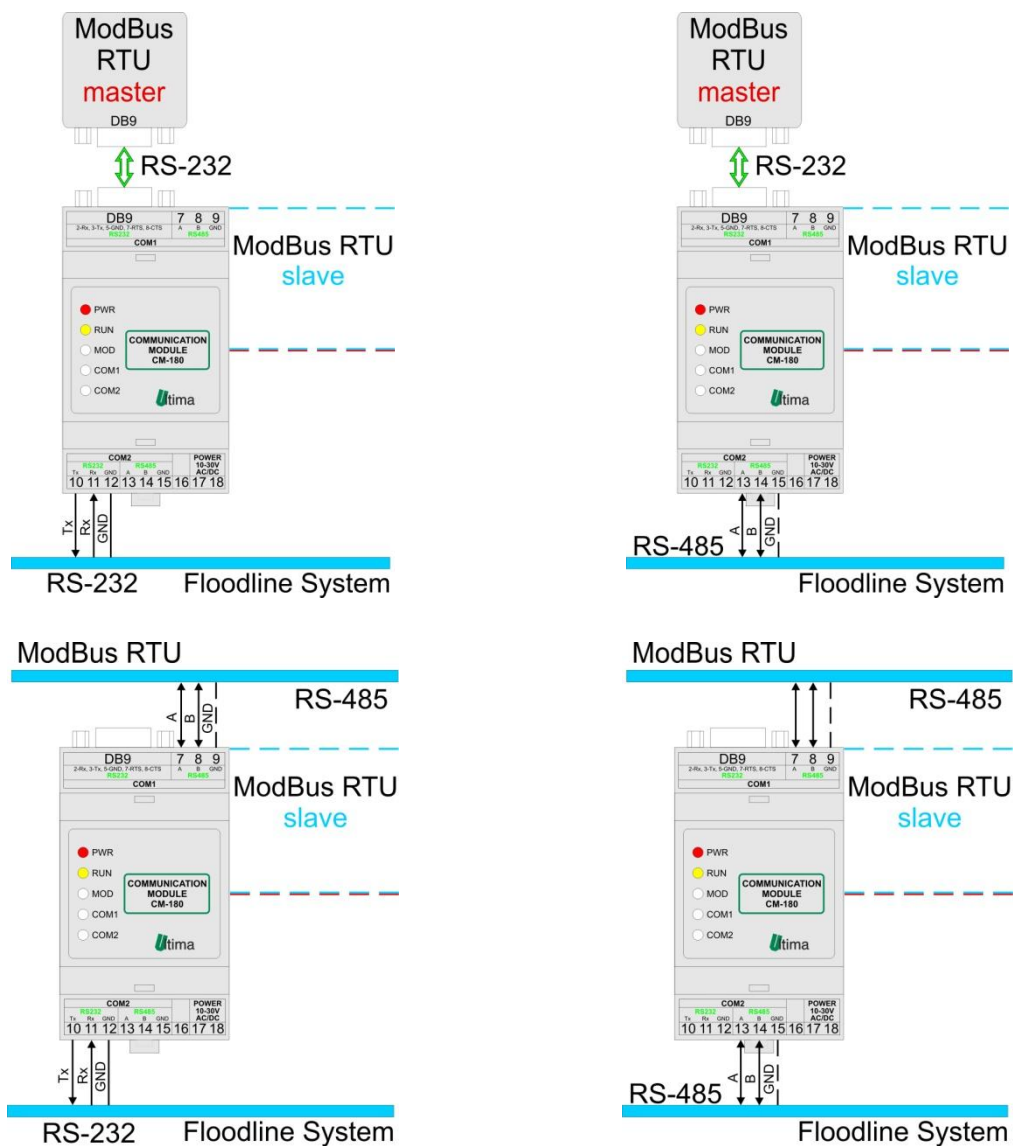 ModBus
RTU
master
DB9
RS-232
DB9 7 8 9
2-Rx, 3-Tx, 5-GND, 7-RTS, 8-CTS A B GND
RS232 RS485
COM1
ModBus RTU
slave
PWR
RUN
MOD
COM1
COM2
COMMUNICATION
MODULE
CM-180
Ultima
COM2 POWER
RS232 RS485 10-30V
Tx Rx GND A B GND AC/DC
10 11 12 13 14 15 16 17 18
Tx Rx GND
RS-232 Floodline System
ModBus
RTU
master
DB9
RS-232
DB9 7 8 9
2-Rx, 3-Tx, 5-GND, 7-RTS, 8-CTS A B GND
RS232 RS485
COM1
ModBus RTU
slave
PWR
RUN
MOD
COM1
COM2
COMMUNICATION
MODULE
CM-180
Ultima
COM2 POWER
RS232 RS485 10-30V
Tx Rx GND A B GND AC/DC
10 11 12 13 14 15 16 17 18
A B GND
RS-485
Floodline System
ModBus RTU
RS-485
A B GND
DB9 7 8 9
2-Rx, 3-Tx, 5-GND, 7-RTS, 8-CTS A B GND
RS232 RS485
COM1
ModBus RTU
slave
PWR
RUN
MOD
COM1
COM2
COMMUNICATION
MODULE
CM-180
Ultima
COM2 POWER
RS232 RS485 10-30V
Tx Rx GND A B GND AC/DC
10 11 12 13 14 15 16 17 18
Tx Rx GND
RS-232 Floodline System
ModBus RTU
RS-485
DB9 7 8 9
2-Rx, 3-Tx, 5-GND, 7-RTS, 8-CTS A B GND
RS232 RS485
COM1
ModBus RTU
slave
PWR
RUN
MOD
COM1
COM2
COMMUNICATION
MODULE
CM-180
Ultima
COM2 POWER
RS232 RS485 10-30V
Tx Rx GND A B GND AC/DC
10 11 12 13 14 15 16 17 18
A B GND
RS-485
Floodline System